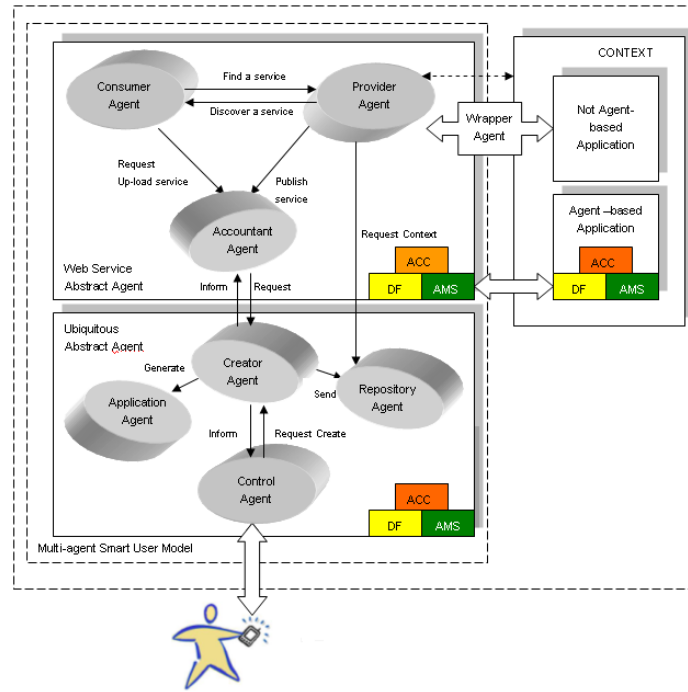 CONTEXT
Consumer
Agent
Find a service
Discover a service
Provider
Agent
Wrapper
Agent
Not Agent-
based
Application
Request
Up-load service
Publish
service
Accountant
Agent
Request Context
Agent –based
Application
ACC
DF
AMS
Web Service
Abstract Agent
Inform
Request
ACC
DF
AMS
Ubiquitous
Abstract Agent
Creator
Agent
Generate
Send
Repository
Agent
Application
Agent
Inform
Request Create
Control
Agent
ACC
DF
AMS
Multi-agent Smart User Model